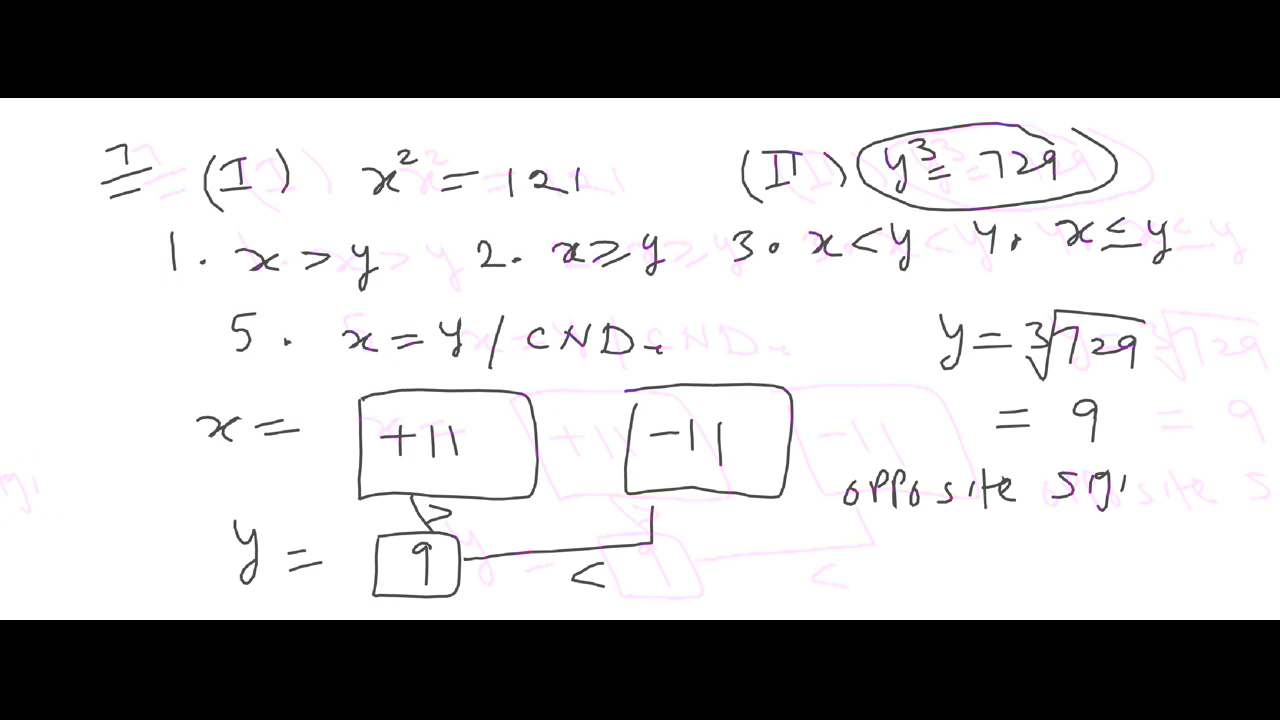 7 (I) x² = 121 (II) y³ = 729
1. x > y 2. x ≥ y 3. x < y 4. x ≤ y
5. x = y / CND.
y = ∛729
x = +11 -11 = 9
opposite sig
>
y = 9 <